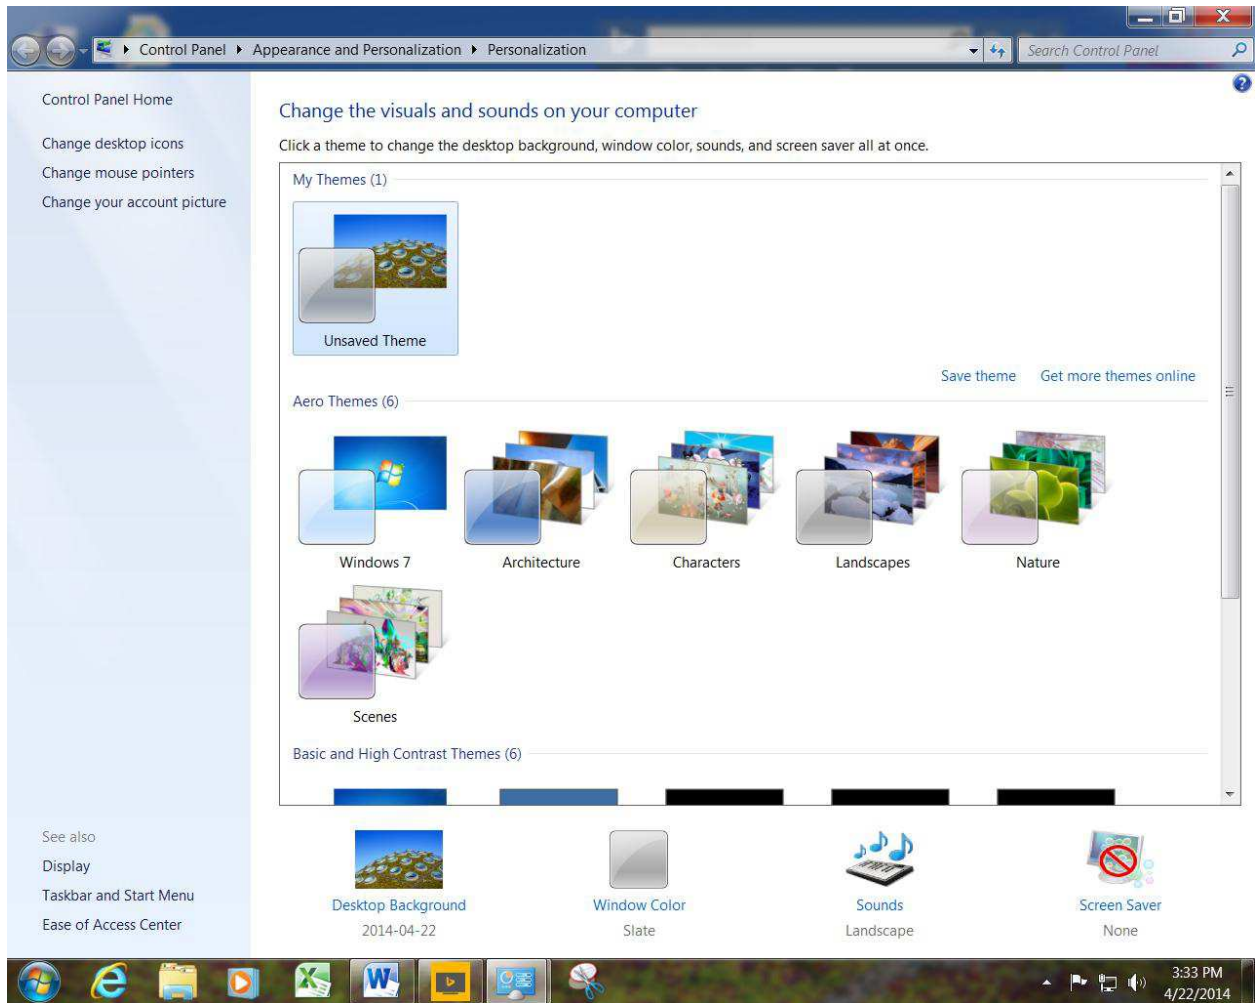 Control Panel Appearance and Personalization Personalization
Search Control Panel
Control Panel Home
Change desktop icons
Change mouse pointers
Change your account picture
Change the visuals and sounds on your computer
Click a theme to change the desktop background, window color, sounds, and screen saver all at once.
My Themes (1)
Unsaved Theme
Save theme Get more themes online
Aero Themes (6)
Windows 7 Architecture Characters Landscapes Nature
Scenes
Basic and High Contrast Themes (6)
See also
Display
Taskbar and Start Menu
Ease of Access Center
Desktop Background Window Color Sounds Screen Saver
2014-04-22 Slate Landscape None
3:33 PM
4/22/2014